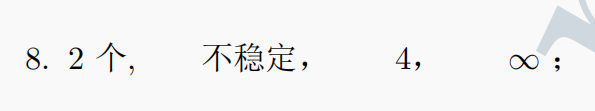 8. 2 个, 不稳定， 4， ∞；